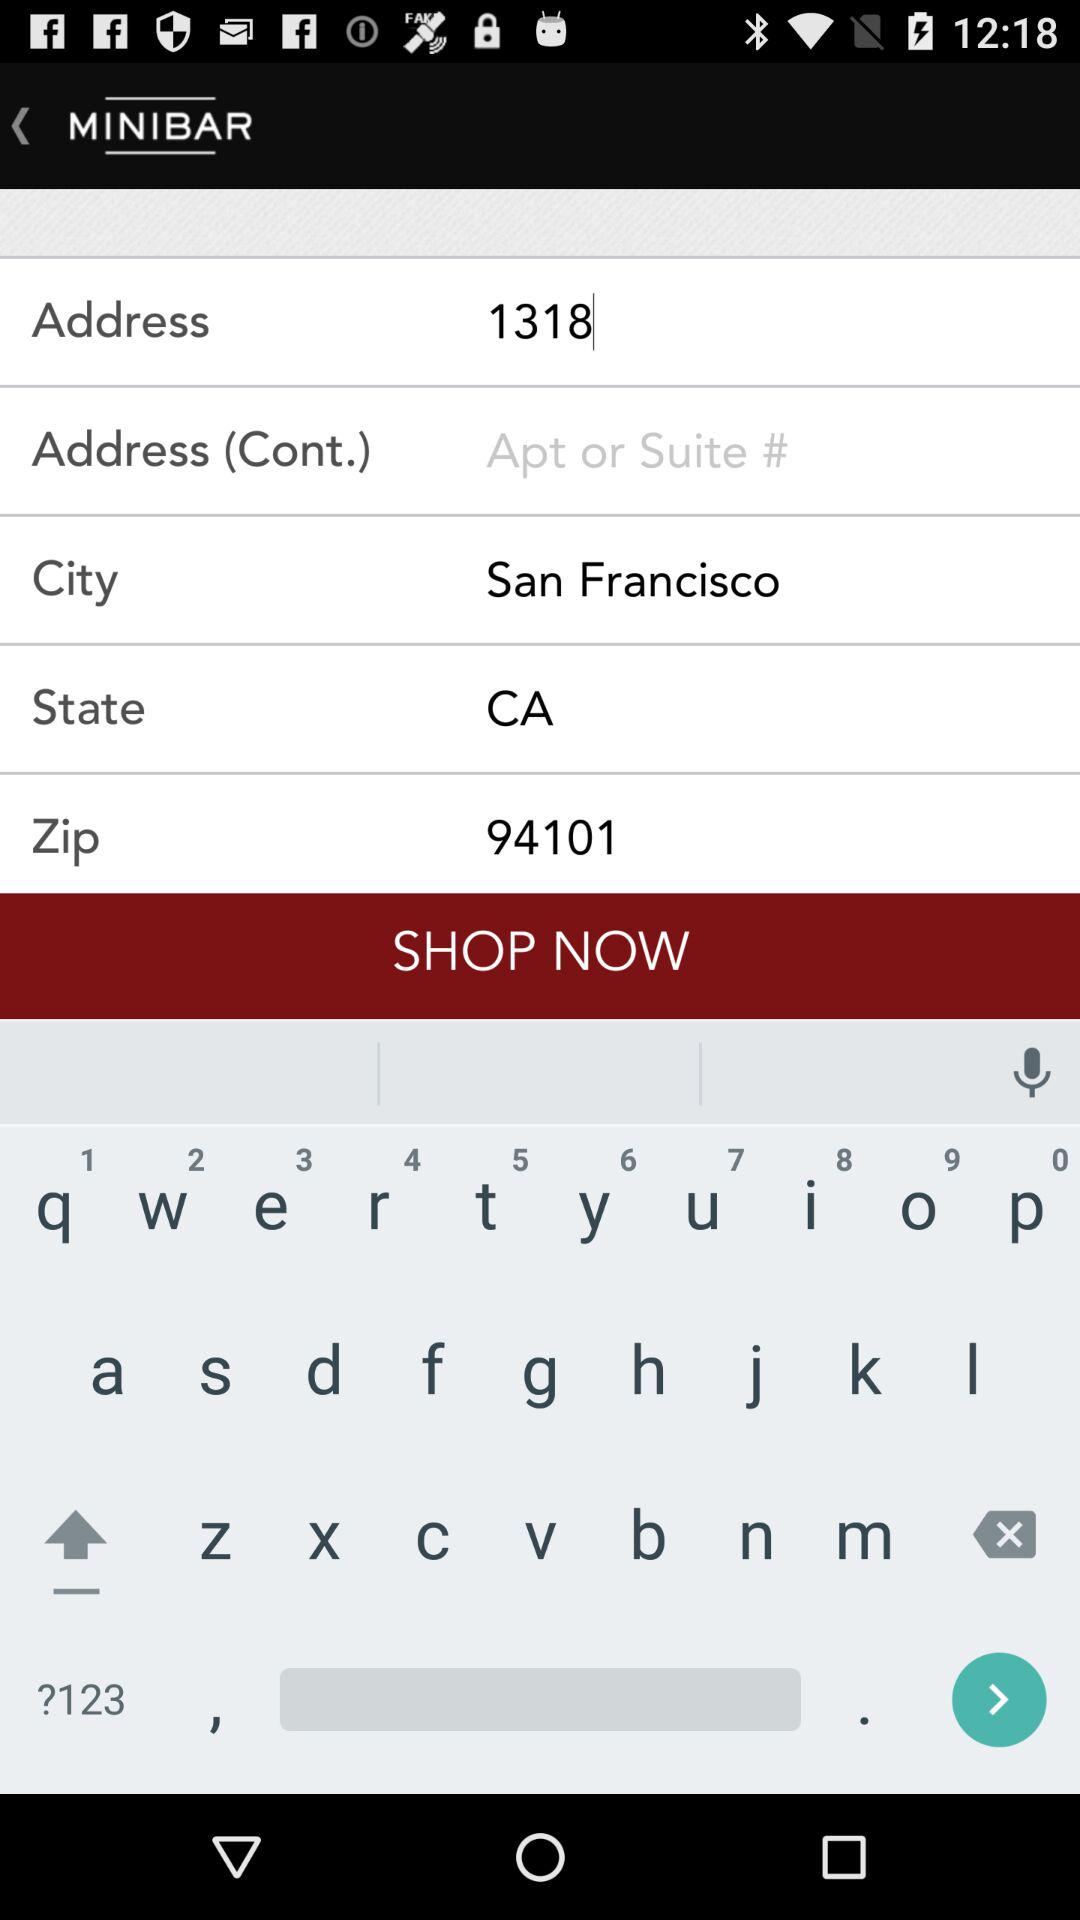 FAKE 12:18
MINIBAR
Address 1318
Address (Cont.) Apt or Suite #
City San Francisco
State CA
Zip 94101
SHOP NOW
1 2 3 4 5 6 7 8 9 0
q w e r t y u i o p
a s d f g h j k l
z x c v b n m
?123 , .